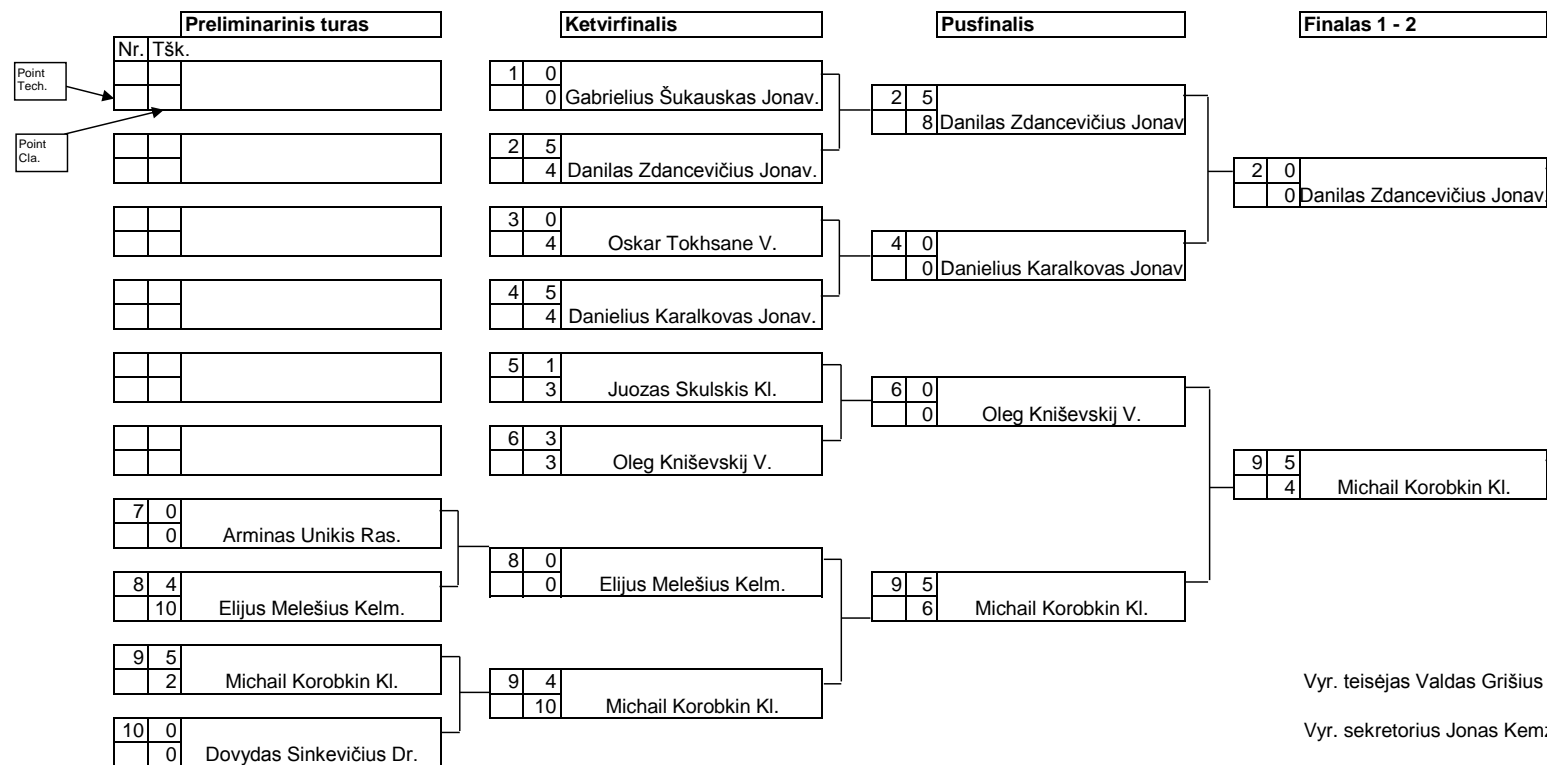 Preliminarinis turas
Nr. Tšk.
Point
Tech.
Point
Cla.
7 0
0 Arminas Unikis Ras.
8 4
10 Elijus Melešius Kelm.
9 5
2 Michail Korobkin Kl.
10 0
0 Dovydas Sinkevičius Dr.
Ketvirfinalis
1 0
0 Gabrielius Šukauskas Jonav.
2 5
4 Danilas Zdancevičius Jonav.
3 0
4 Oskar Tokhsane V.
4 5
4 Danielius Karalkovas Jonav.
5 1
3 Juozas Skulskis Kl.
6 3
3 Oleg Kniševskij V.
8 0
0 Elijus Melešius Kelm.
9 4
10 Michail Korobkin Kl.
Pusfinalis
2 5
8 Danilas Zdancevičius Jonav
4 0
0 Danielius Karalkovas Jonav
6 0
0 Oleg Kniševskij V.
9 5
6 Michail Korobkin Kl.
Finalas 1 - 2
2 0
0 Danilas Zdancevičius Jonav.
9 5
4 Michail Korobkin Kl.
Vyr. teisėjas Valdas Grišius
Vyr. sekretorius Jonas